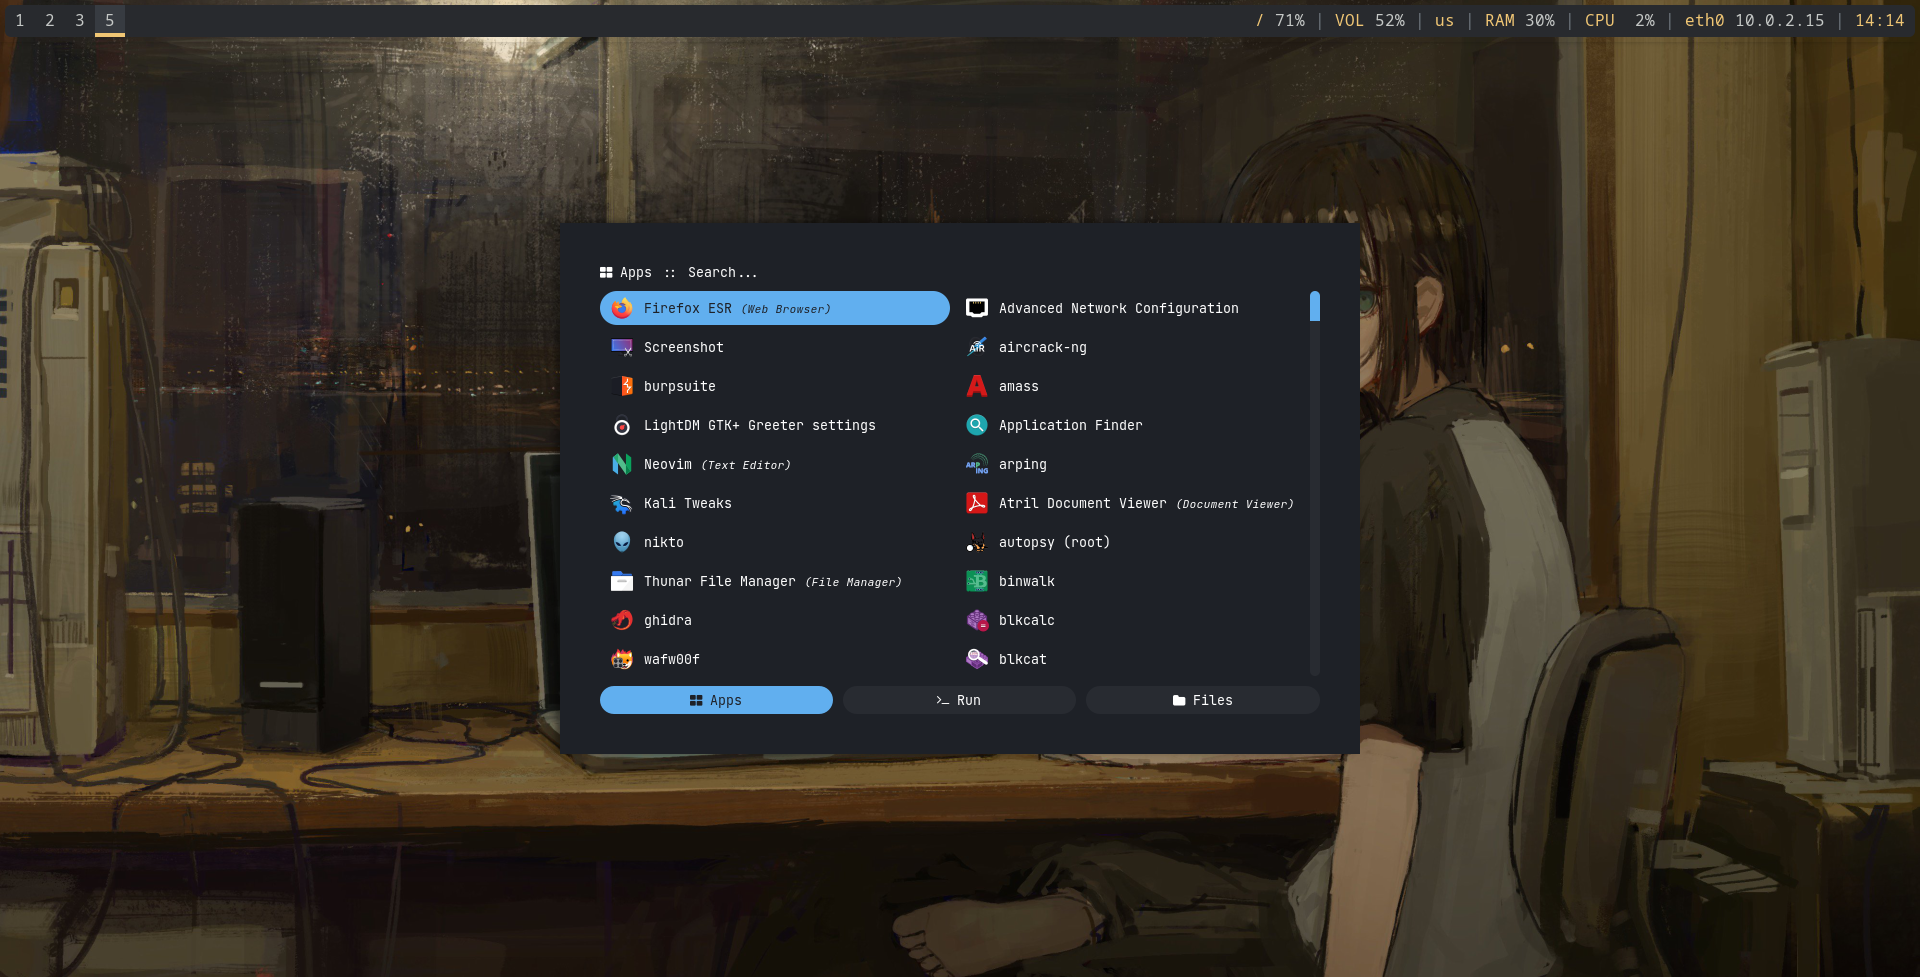 1 2 3 5 / 71% | VOL 52% | us | RAM 30% | CPU 2% | eth0 10.0.2.15 | 14:14
Apps :: Search...
Firefox ESR (Web Browser)
Advanced Network Configuration
Screenshot
aircrack-ng
burpsuite
amass
LightDM GTK+ Greeter settings
Application Finder
Neovim (Text Editor)
arping
Kali Tweaks
Atril Document Viewer (Document Viewer)
nikto
autopsy (root)
Thunar File Manager (File Manager)
binwalk
ghidra
blkcalc
wafw00f
blkcat
Apps
Run
Files